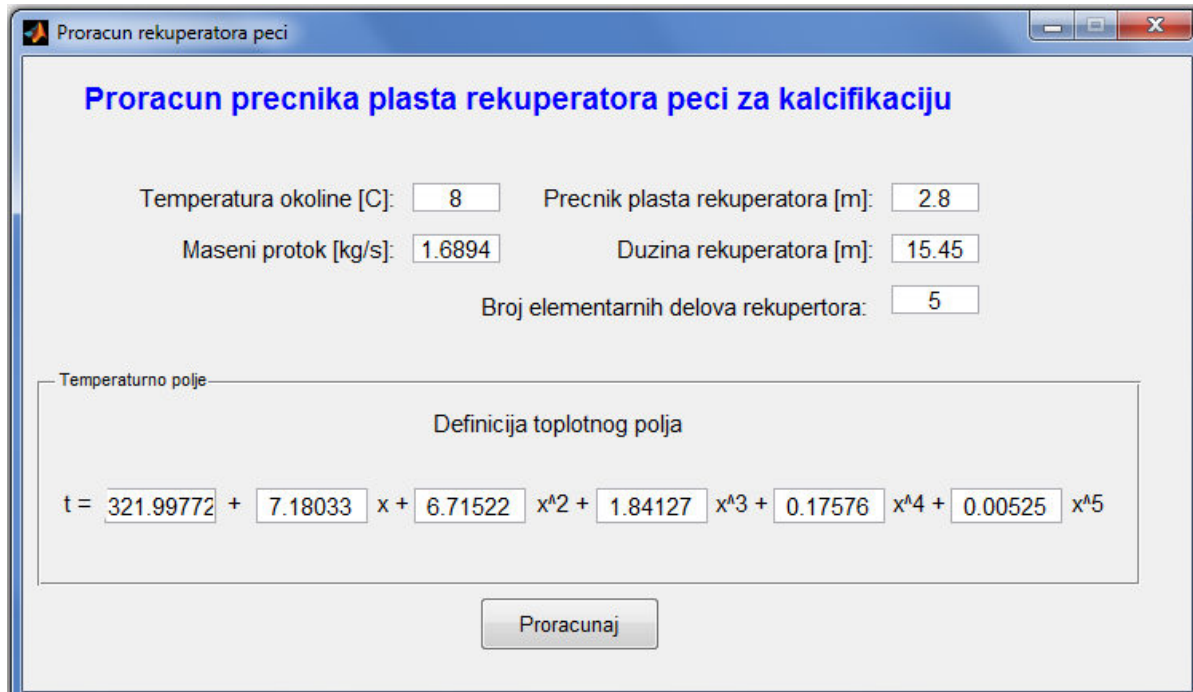 Proracun rekuperatora peci
Proracun precnika plasta rekuperatora peci za kalcifikaciju
Temperatura okoline [C]: 8 Precnik plasta rekuperatora [m]: 2.8
Maseni protok [kg/s]: 1.6894 Duzina rekuperatora [m]: 15.45
Broj elementarnih delova rekupertora: 5
Temperaturno polje
Definicija toplotnog polja
t = 321.99772 + 7.18033 x + 6.71522 x^2 + 1.84127 x^3 + 0.17576 x^4 + 0.00525 x^5
Proracunaj